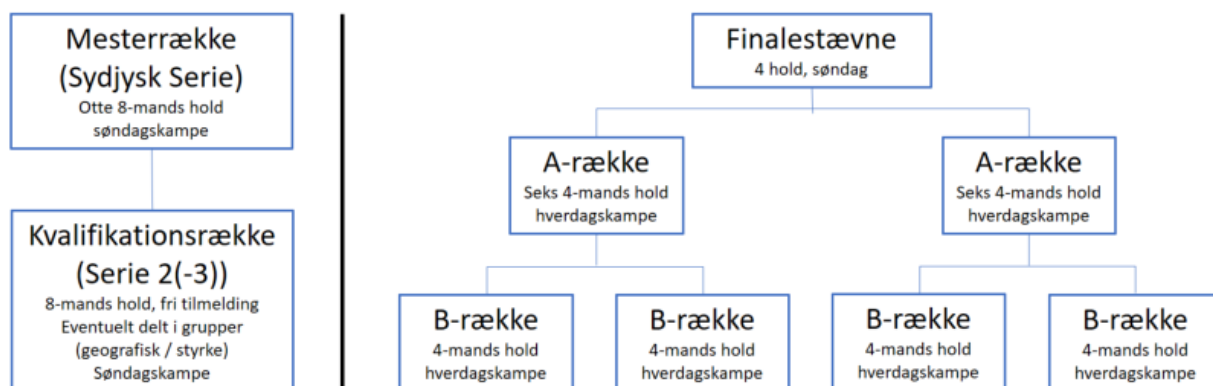 Mesterrække
(Sydjysk Serie)
Otte 8-mands hold
søndagskampe
Kvalifikationsrække
(Serie 2(-3))
8-mands hold, fri tilmelding
Eventuelt delt i grupper
(geografisk / styrke)
Søndagskampe
Finalestævne
4 hold, søndag
A-række
Seks 4-mands hold
hverdagskampe
A-række
Seks 4-mands hold
hverdagskampe
B-række
4-mands hold
hverdagskampe
B-række
4-mands hold
hverdagskampe
B-række
4-mands hold
hverdagskampe
B-række
4-mands hold
hverdagskampe